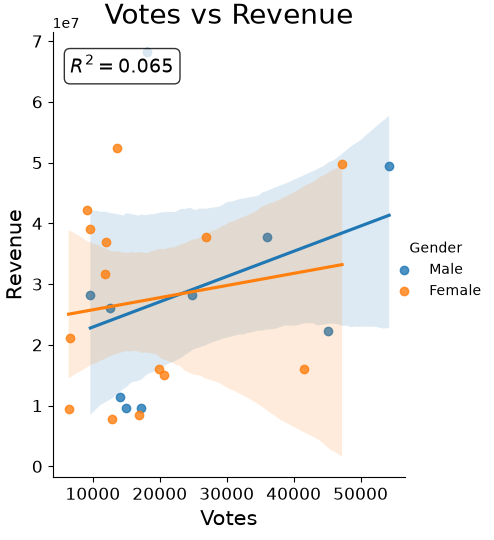 Votes vs Revenue
1e7
R² = 0.065
7
6
5
4
3
2
1
0
Revenue
10000 20000 30000 40000 50000
Votes
Gender
Male
Female